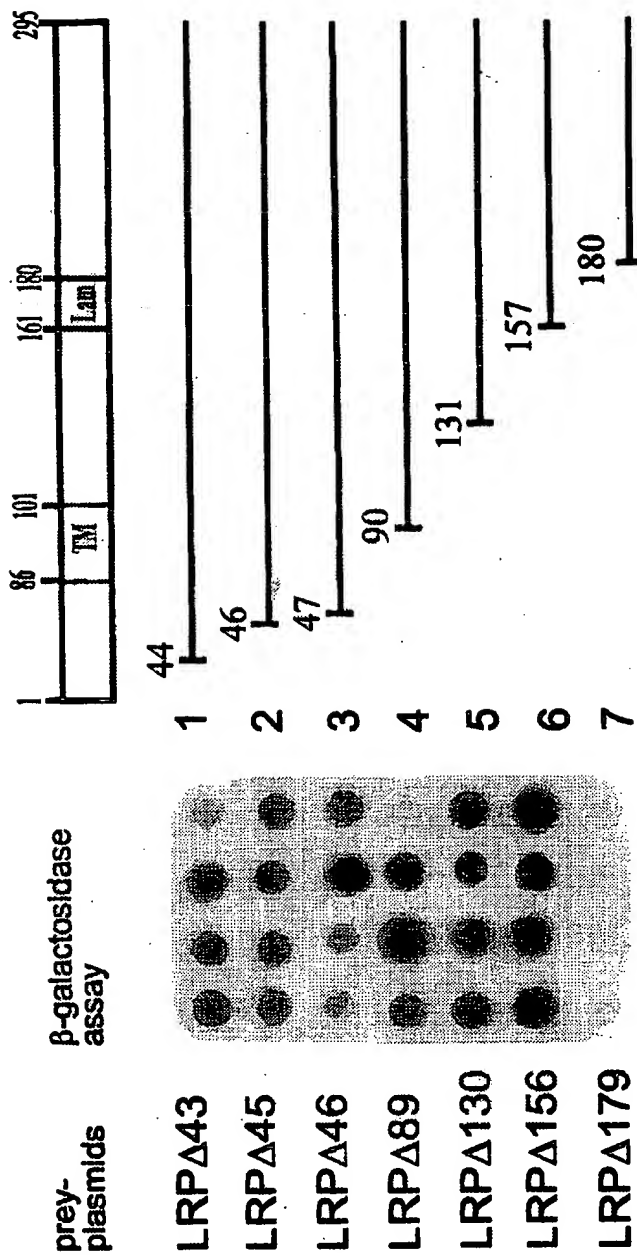 prey-
plasmids
β-galactosidase
assay
1 86 101 161 180 295
TM Lam
LRPΔ43 1 44
LRPΔ45 2 46
LRPΔ46 3 47
LRPΔ89 4 90
LRPΔ130 5 131
LRPΔ156 6 157
LRPΔ179 7 180